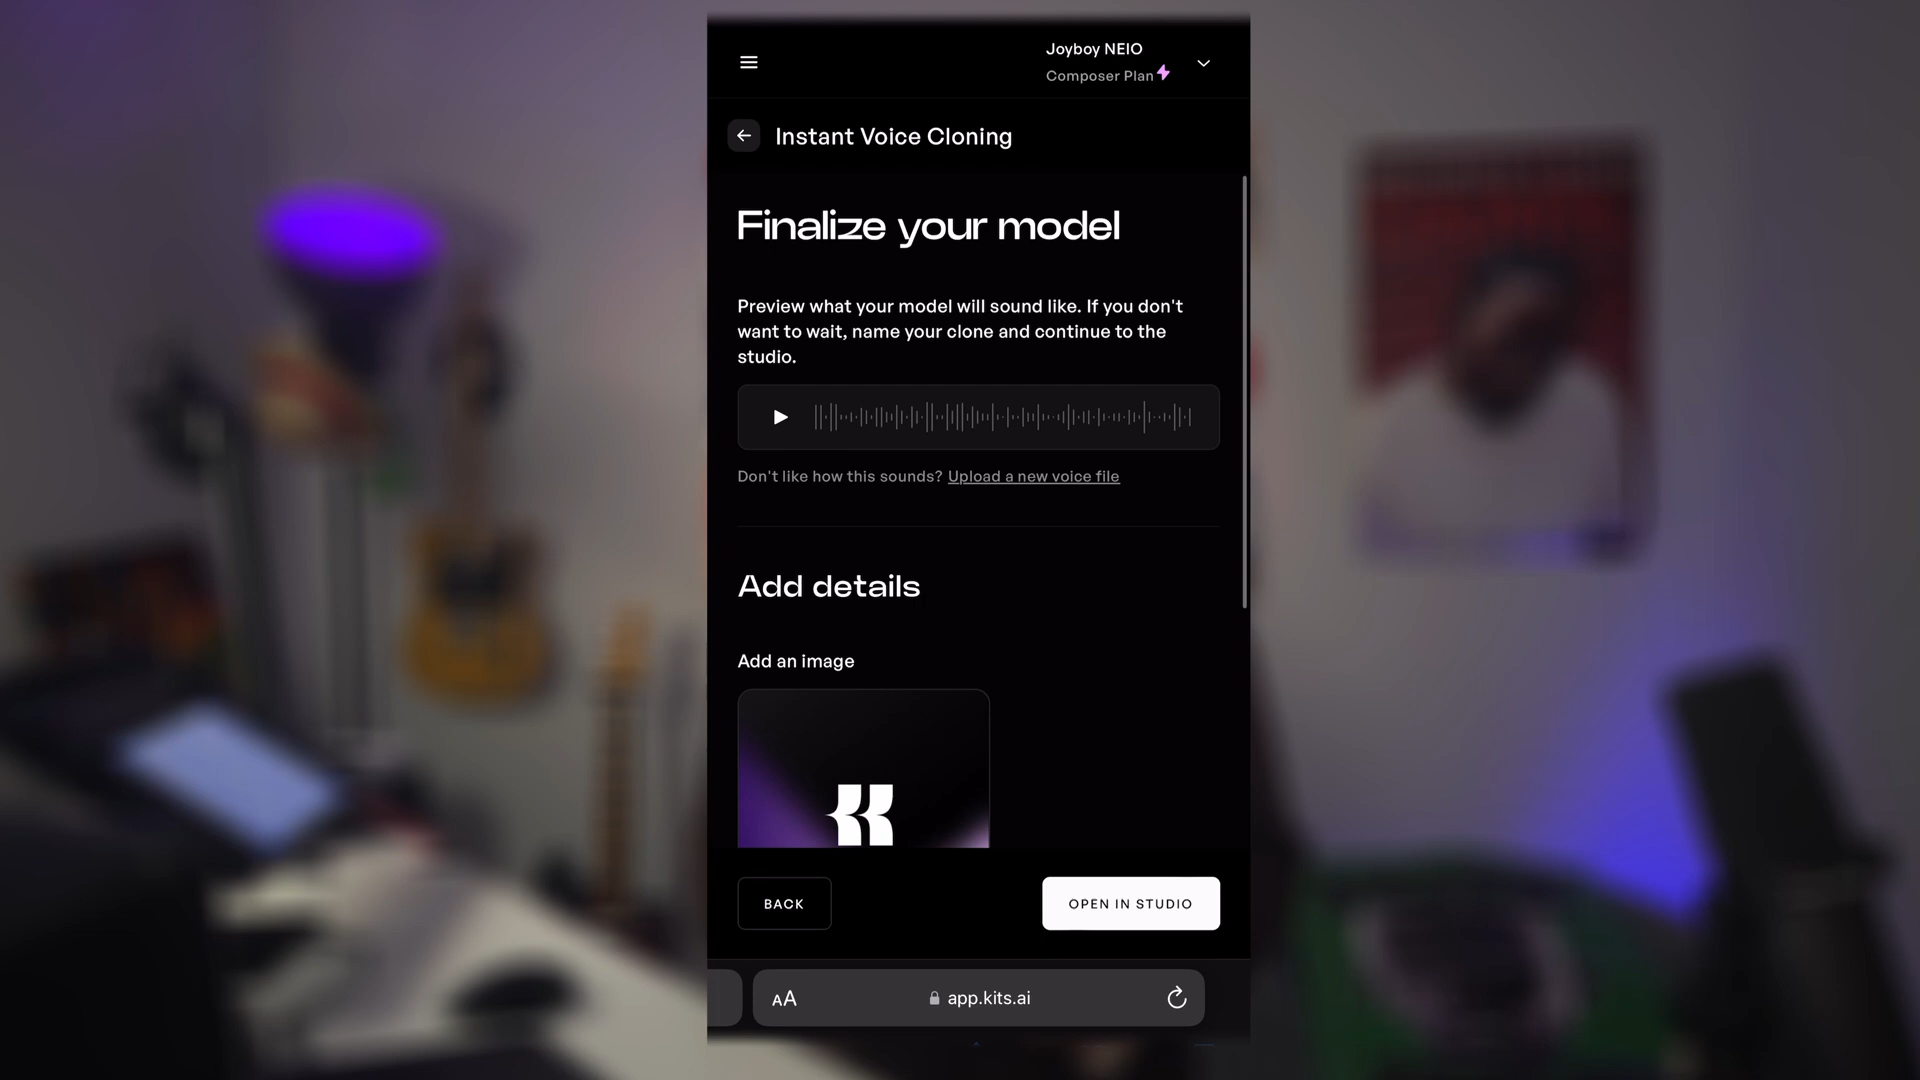 Joyboy NEIO
Composer Plan
Instant Voice Cloning
Finalize your model
Preview what your model will sound like. If you don't
want to wait, name your clone and continue to the
studio.
Don't like how this sounds? Upload a new voice file
Add details
Add an image
BACK
OPEN IN STUDIO
AA
app.kits.ai